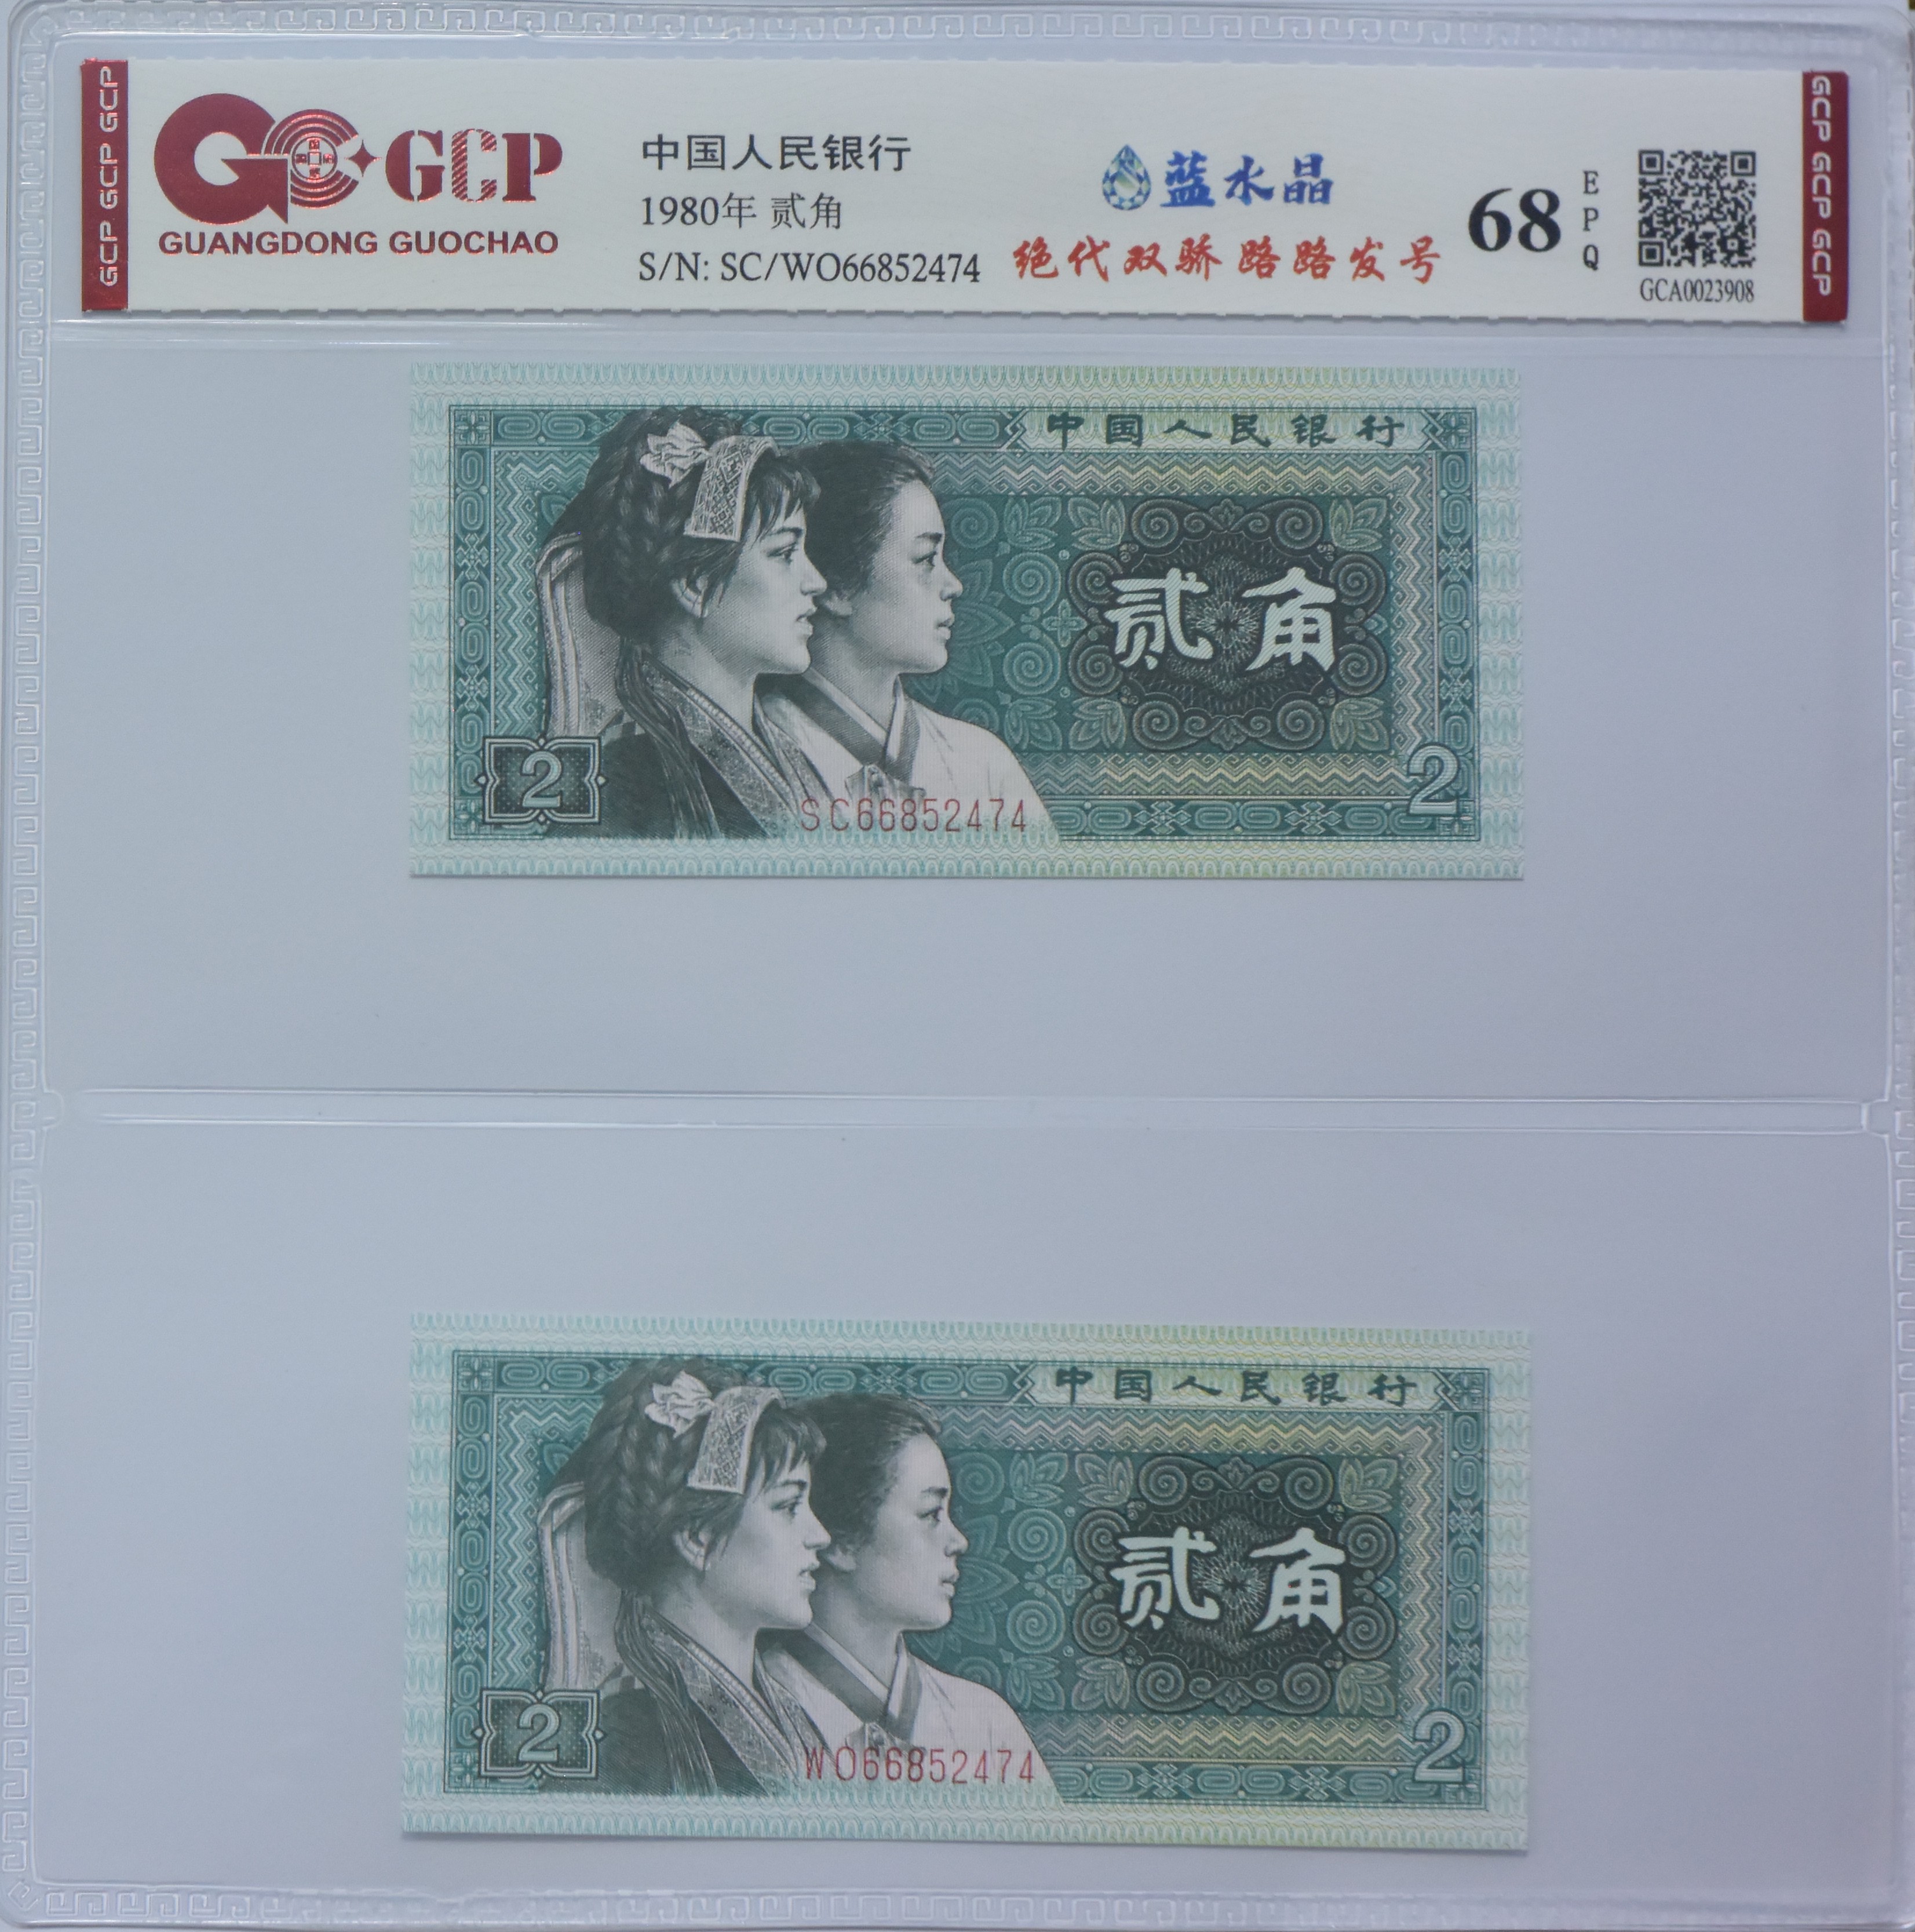 GCP GCP GCP
GCP
GUANGDONG GUOCHAO
中国人民银行
1980年 贰角
S/N: SC/WO66852474
蓝水晶
绝代双骄 路路发号
68
EPQ
GCA0023908
GCP GCP GCP
中国人民银行
贰角
2
SC66852474
2
中国人民银行
贰角
2
WO66852474
2